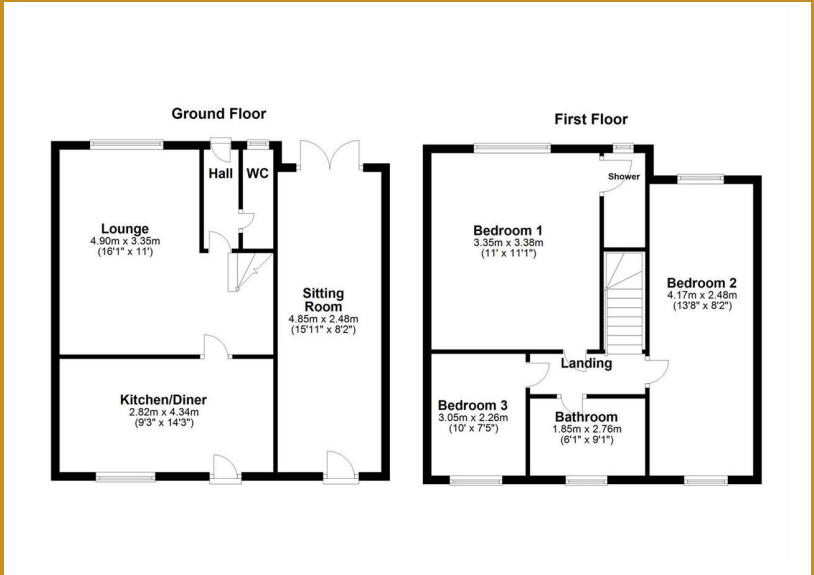 Ground Floor
Hall
WC
Lounge
4.90m x 3.35m
(16'1" x 11')
Sitting
Room
4.85m x 2.48m
(15'11" x 8'2")
Kitchen/Diner
2.82m x 4.34m
(9'3" x 14'3")
First Floor
Shower
Bedroom 1
3.35m x 3.38m
(11' x 11'1")
Bedroom 2
4.17m x 2.48m
(13'8" x 8'2")
Landing
Bedroom 3
3.05m x 2.26m
(10' x 7'5")
Bathroom
1.85m x 2.76m
(6'1" x 9'1")